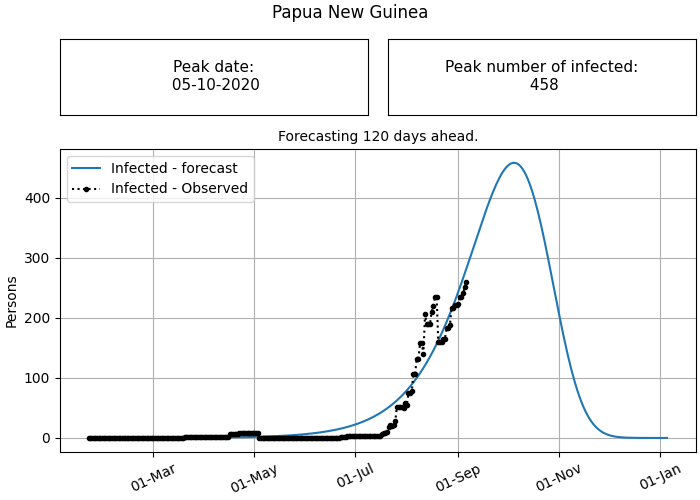 Papua New Guinea
Peak date:
05-10-2020
Peak number of infected:
458
Forecasting 120 days ahead.
Infected - forecast
Infected - Observed
Persons
400
300
200
100
0
01-Mar
01-May
01-Jul
01-Sep
01-Nov
01-Jan